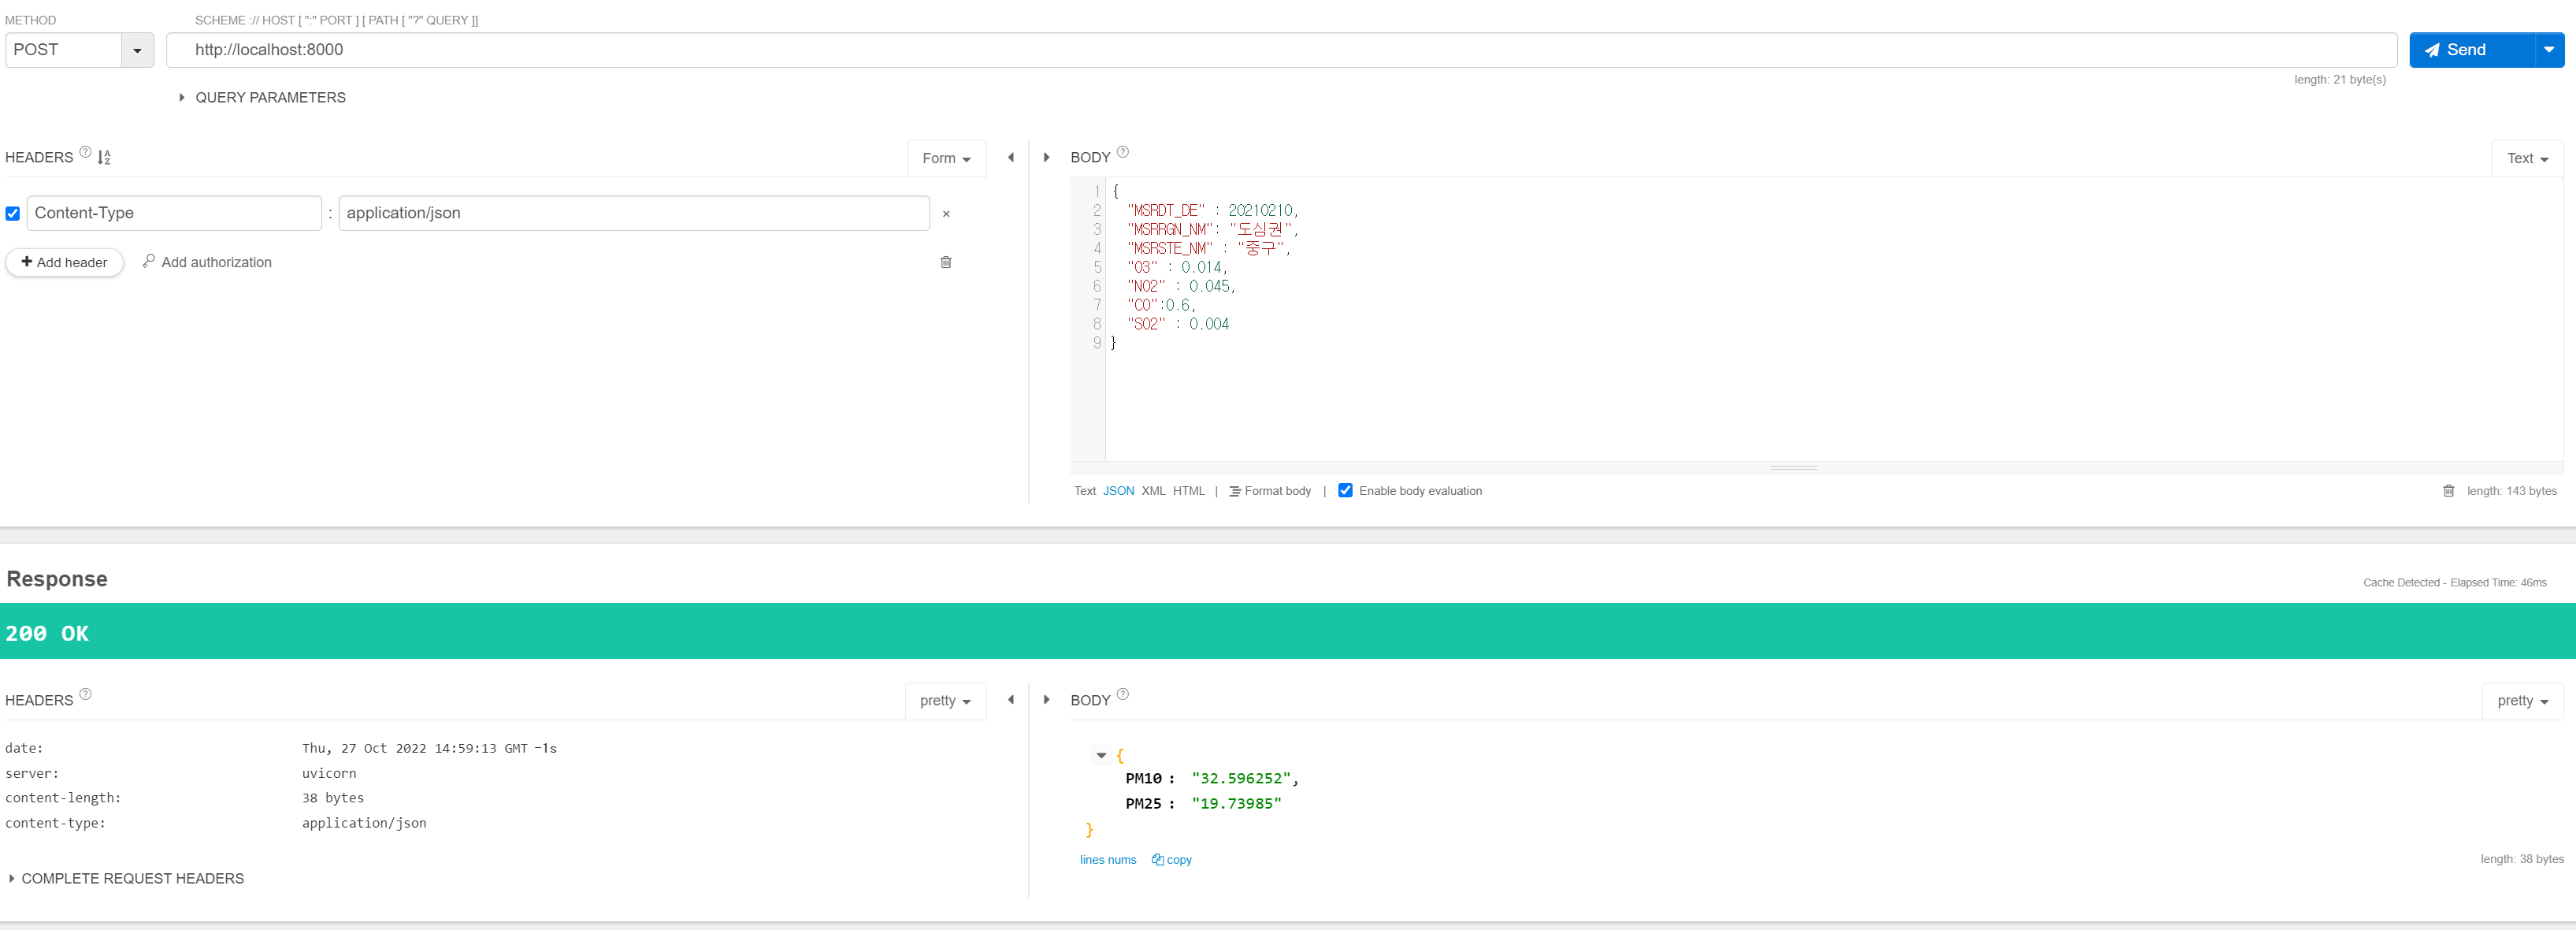 METHOD
SCHEME :// HOST [ ":" PORT ] [ PATH [ "?" QUERY ]]
POST
http://localhost:8000
Send
length: 21 byte(s)
QUERY PARAMETERS
HEADERS
Form
Content-Type : application/json ×
Add header
Add authorization
BODY
Text
1 {
2 "MSRDT_DE" : 20210210,
3 "MSRRGN_NM": "도심권",
4 "MSRSTE_NM" : "중구",
5 "O3" : 0.014,
6 "NO2" : 0.045,
7 "CO":0.6,
8 "SO2" : 0.004
9 }
Text JSON XML HTML | Format body | Enable body evaluation
length: 143 bytes
Response
Cache Detected - Elapsed Time: 46ms
200 OK
HEADERS
pretty
date: Thu, 27 Oct 2022 14:59:13 GMT -1s
server: uvicorn
content-length: 38 bytes
content-type: application/json
COMPLETE REQUEST HEADERS
BODY
pretty
{
PM10 : "32.596252",
PM25 : "19.73985"
}
lines nums copy
length: 38 bytes